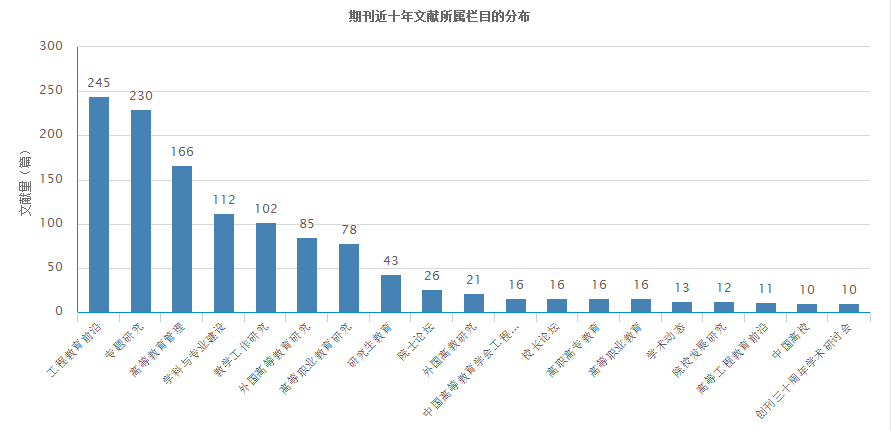 期刊近十年文献所属栏目的分布
文献量（篇）
300
250
200
150
100
50
0
245
230
166
112
102
85
78
43
26
21
16
16
16
16
13
12
11
10
10
工程教育前沿
专题研究
高等教育管理
学科与专业建设
教学工作研究
外国高等教育研究
高等职业教育研究
研究生教育
院士论坛
外国高教研究
中国高等教育学会工程...
校长论坛
高职高专教育
高等职业教育
学术动态
院校发展研究
高等工程教育前沿
中国高校
创刊三十周年学术研讨会